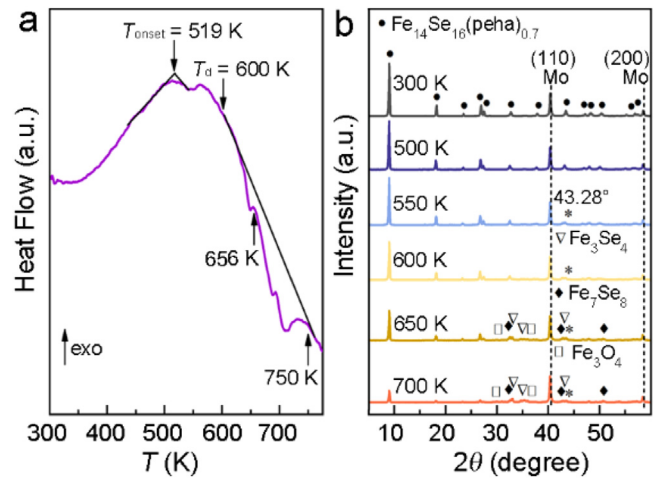 a
T_onset = 519 K
T_d = 600 K
656 K
750 K
exo
Heat Flow (a.u.)
300 400 500 600 700
T (K)
b
● Fe₁₄Se₁₆(peha)₀.₇
(110) (200)
Mo Mo
300 K
500 K
550 K
43.28°
*
▽ Fe₃Se₄
600 K
*
◆ Fe₇Se₈
650 K
*
□ Fe₃O₄
700 K
*
Intensity (a.u.)
10 20 30 40 50
2θ (degree)